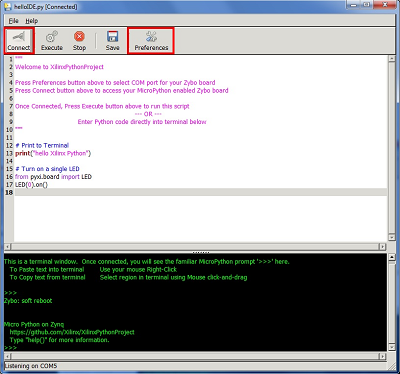 helloIDE.py [Connected]
File Help
Connect Execute Stop Save Preferences
1 """
2 Welcome to XilinxPythonProject
3
4 Press Preferences button above to select COM port for your Zybo board
5 Press Connect button above to access your MicroPython enabled Zybo board
6
7 Once Connected, Press Execute button above to run this script
8 --- OR ---
9 Enter Python code directly into terminal below
10 """
11
12 # Print to Terminal
13 print("hello Xilinx Python")
14
15 # Turn on a single LED
16 from pyxi.board import LED
17 LED(0).on()
18
This is a terminal window. Once connected, you will see the familiar MicroPython prompt '>>>' here.
To Paste text into terminal Use your mouse Right-Click
To Copy text from terminal Select region in terminal using Mouse click-and-drag
>>>
Zybo: soft reboot
Micro Python on Zynq
https://github.com/Xilinx/XilinxPythonProject
Type "help()" for more information.
>>>
Listening on COM5